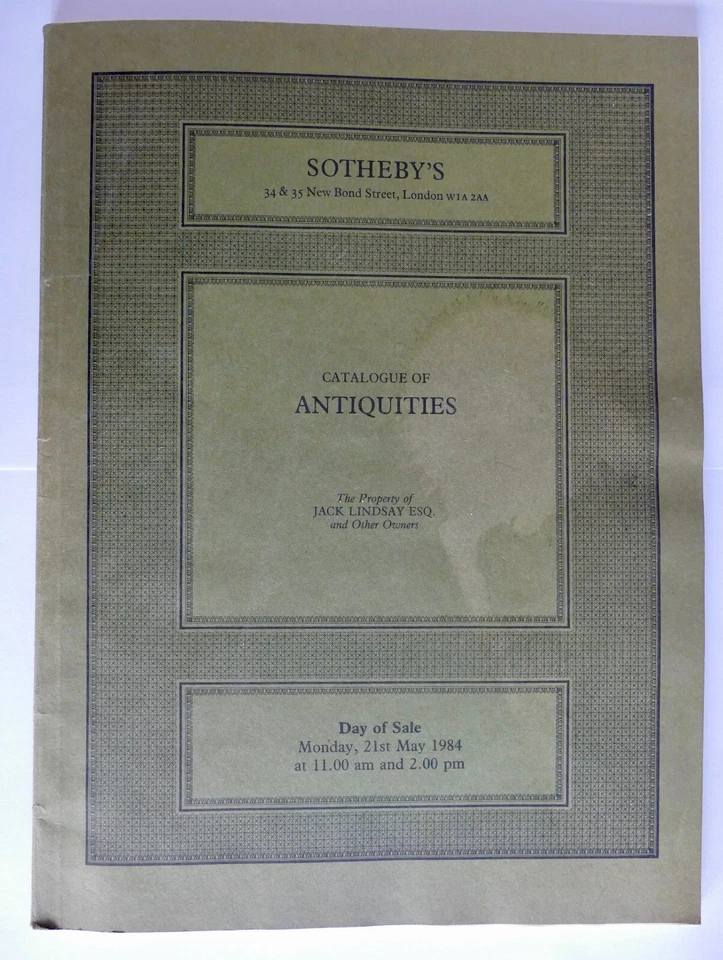 SOTHEBY'S
34 & 35 New Bond Street, London W1A 2AA
CATALOGUE OF
ANTIQUITIES
The Property of
JACK LINDSAY ESQ.
and Other Owners
Day of Sale
Monday, 21st May 1984
at 11.00 am and 2.00 pm